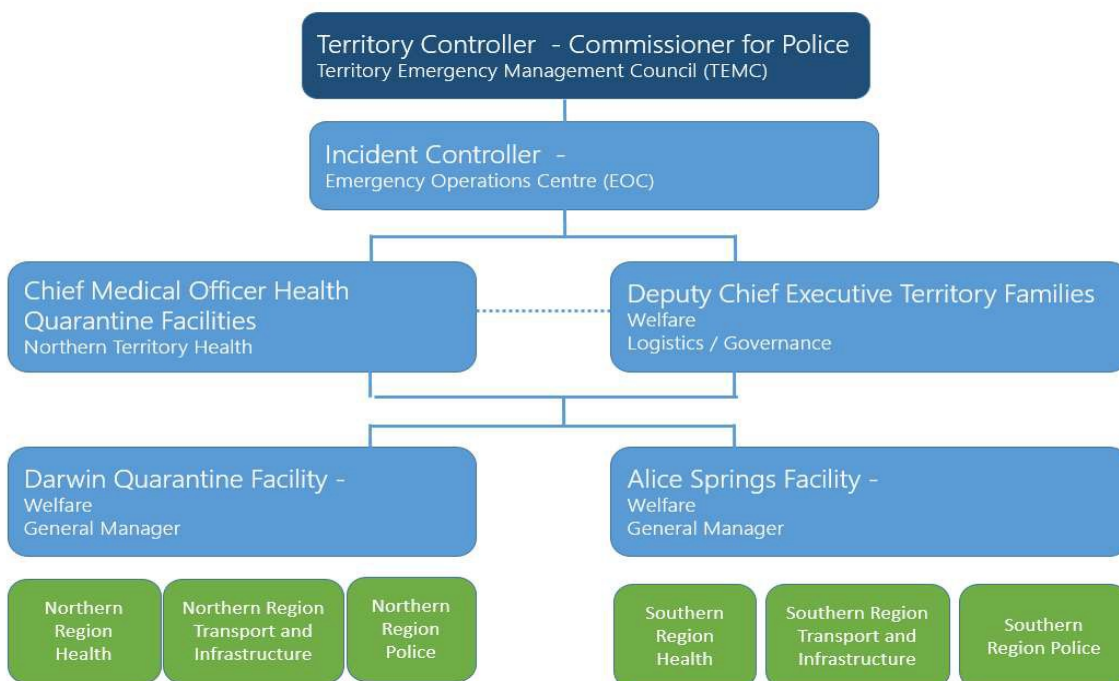 Territory Controller - Commissioner for Police
Territory Emergency Management Council (TEMC)
Incident Controller -
Emergency Operations Centre (EOC)
Chief Medical Officer Health
Quarantine Facilities
Northern Territory Health
Deputy Chief Executive Territory Families
Welfare
Logistics / Governance
Darwin Quarantine Facility -
Welfare
General Manager
Alice Springs Facility -
Welfare
General Manager
Northern
Region
Health
Northern Region
Transport and
Infrastructure
Northern
Region
Police
Southern
Region
Health
Southern Region
Transport and
Infrastructure
Southern
Region Police